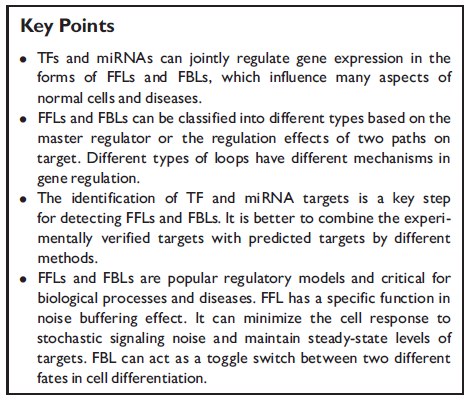 Key Points
• TFs and miRNAs can jointly regulate gene expression in the
forms of FFLs and FBLs, which influence many aspects of
normal cells and diseases.
• FFLs and FBLs can be classified into different types based on the
master regulator or the regulation effects of two paths on
target. Different types of loops have different mechanisms in
gene regulation.
• The identification of TF and miRNA targets is a key step
for detecting FFLs and FBLs. It is better to combine the experi-
mentally verified targets with predicted targets by different
methods.
• FFLs and FBLs are popular regulatory models and critical for
biological processes and diseases. FFL has a specific function in
noise buffering effect. It can minimize the cell response to
stochastic signaling noise and maintain steady-state levels of
targets. FBL can act as a toggle switch between two different
fates in cell differentiation.